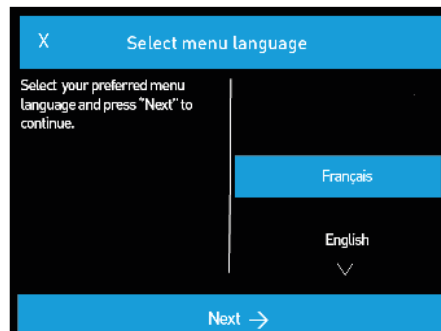 X Select menu language
Select your preferred menu
language and press "Next" to
continue.
Français
English
Next →